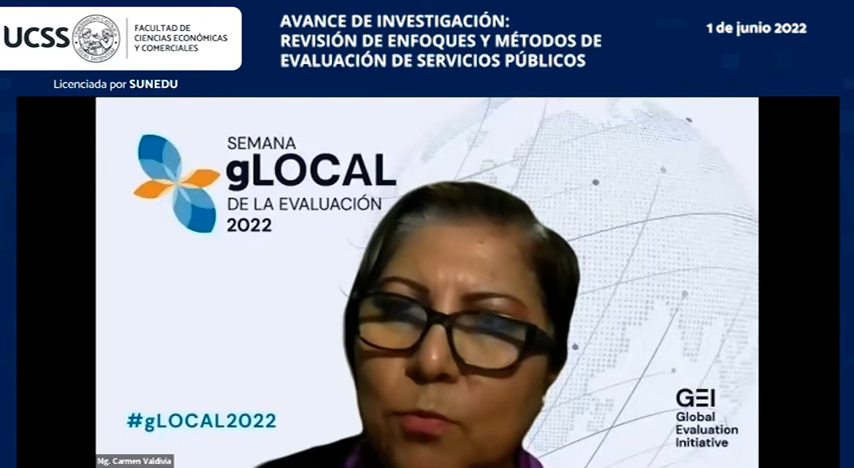 UCSS
FACULTAD DE
CIENCIAS ECONÓMICAS
Y COMERCIALES
Licenciada por SUNEDU
AVANCE DE INVESTIGACIÓN:
REVISIÓN DE ENFOQUES Y MÉTODOS DE
EVALUACIÓN DE SERVICIOS PÚBLICOS
1 de junio 2022
SEMANA
gLOCAL
DE LA EVALUACIÓN
2022
#gLOCAL2022
GEI
Global
Evaluation
Initiative
Mg. Carmen Valdivia